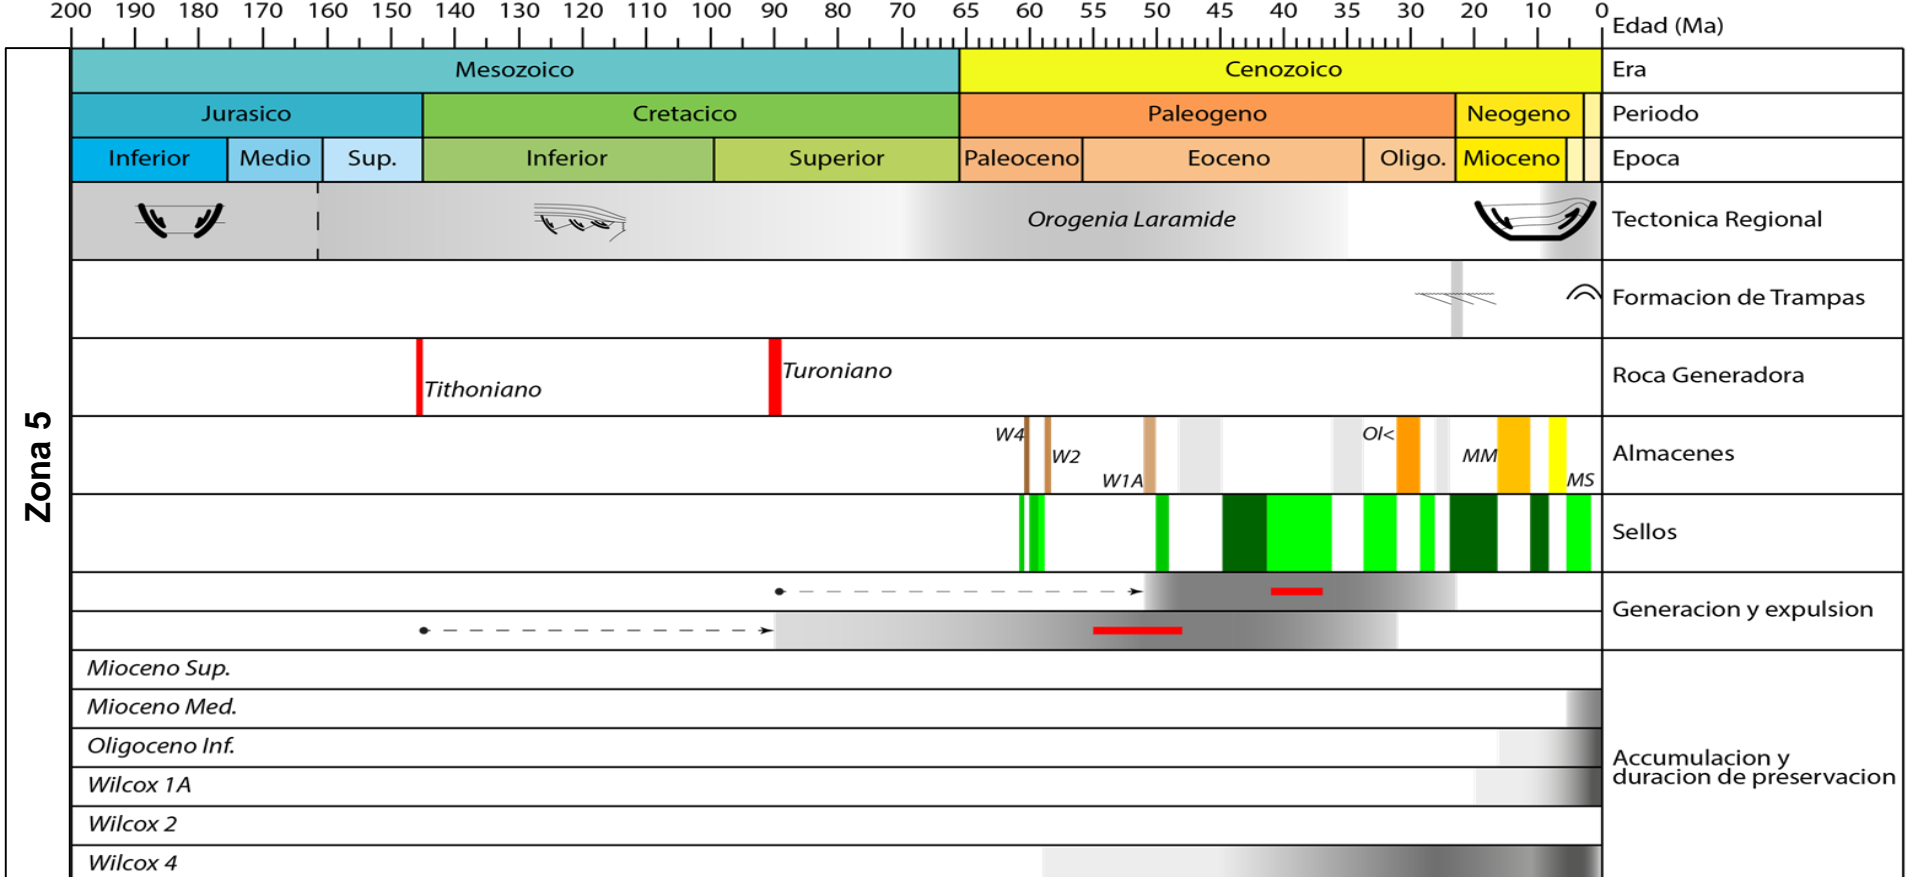 200 190 180 170 160 150 140 130 120 110 100 90 80 70 65 60 55 50 45 40 35 30 20 10 0 Edad (Ma)
Mesozoico Cenozoico Era
Jurasico Cretacico Paleogeno Neogeno Periodo
Inferior Medio Sup. Inferior Superior Paleoceno Eoceno Oligo. Mioceno Epoca
Orogenia Laramide Tectonica Regional
Formacion de Trampas
Tithoniano Turoniano Roca Generadora
W4 W2 W1A Ol< MM MS Almacenes
Sellos
Generacion y expulsion
Zona 5
Mioceno Sup.
Mioceno Med.
Oligoceno Inf.
Wilcox 1A
Wilcox 2
Wilcox 4
Accumulacion y
duracion de preservacion